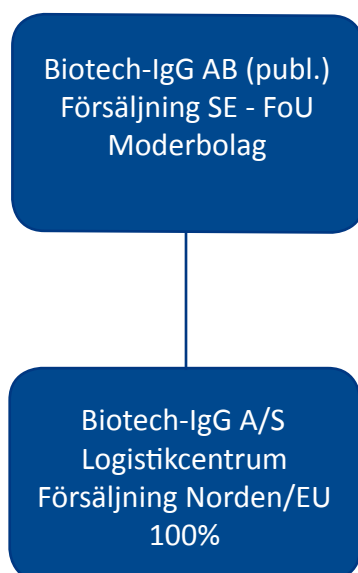 Biotech-IgG AB (publ.)
Försäljning SE - FoU
Moderbolag
Biotech-IgG A/S
Logistikcentrum
Försäljning Norden/EU
100%